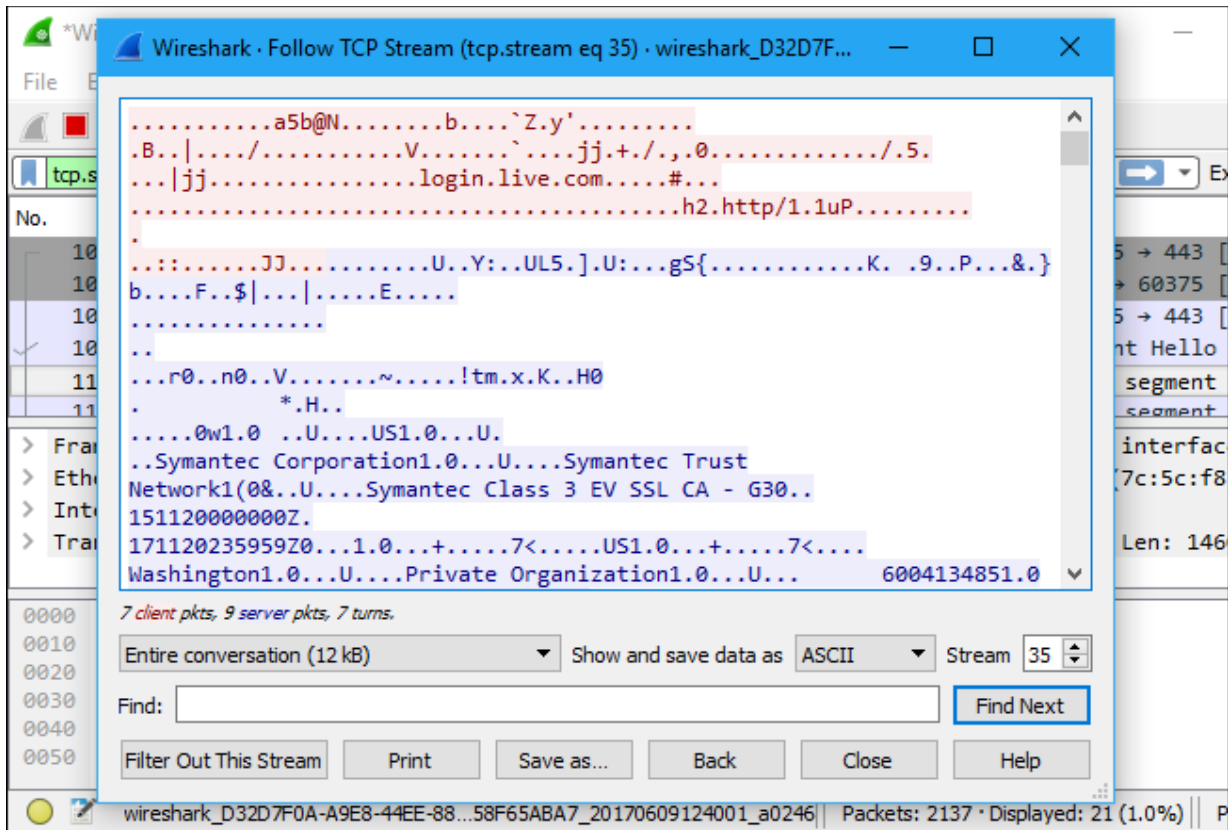 *Wi
Wireshark · Follow TCP Stream (tcp.stream eq 35) · wireshark_D32D7F...
File E
tcp.s
Ex
No.
...........a5b@N........b....`Z.y'.........
.B..|..../...........V.......`....jj.+./.,.0............./.5.
...|jj................login.live.com.....#...
..........................................h2.http/1.1uP.........
.
..::......JJ...........U..Y:..UL5.].U:...gS{............K. .9..P...&.}
b....F..$|...|.....E.....
...............
..
...r0..n0..V.......~.....!tm.x.K..H0
. *.H..
.....0w1.0 ..U....US1.0...U.
..Symantec Corporation1.0...U....Symantec Trust
Network1(0&..U....Symantec Class 3 EV SSL CA - G30..
151120000000Z.
171120235959Z0...1.0...+.....7<.....US1.0...+.....7<....
Washington1.0...U....Private Organization1.0...U... 6004134851.0
10
5 → 443 [
10
→ 60375 [
10
5 → 443 [
10
nt Hello
11
segment
11
segment
Fra
interfac
Eth
(7c:5c:f8
Int
Tra
Len: 146
7 client pkts, 9 server pkts, 7 turns.
0000
0010
0020
0030
0040
0050
Entire conversation (12 kB) Show and save data as ASCII Stream 35
Find: Find Next
Filter Out This Stream Print Save as... Back Close Help
wireshark_D32D7F0A-A9E8-44EE-88...58F65ABA7_20170609124001_a0246 Packets: 2137 · Displayed: 21 (1.0%) P